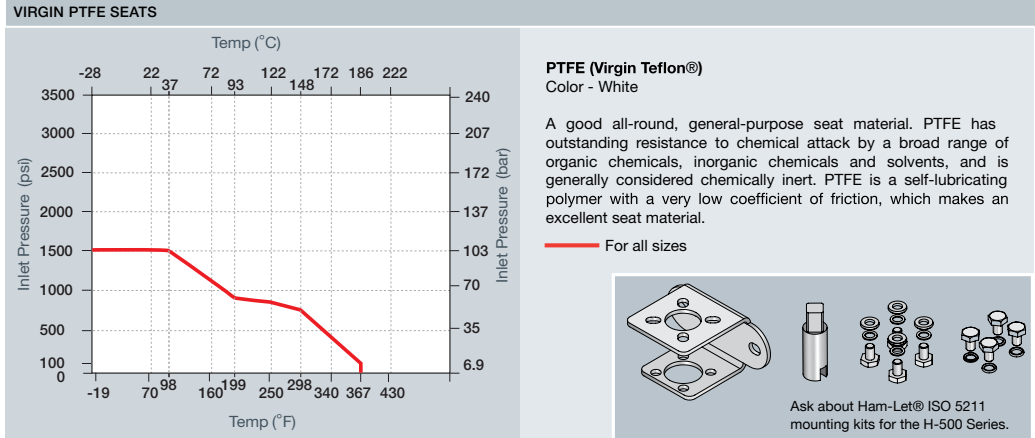 VIRGIN PTFE SEATS
Temp (°C)
-28 22 72 122 172 186 222
37 93 148
3500
3000
2500
2000
1500
1000
500
100
0
Inlet Pressure (psi)
240
207
172
137
103
70
35
6.9
Inlet Pressure (bar)
-19 70 98 160 199 250 298 340 367 430
Temp (°F)
PTFE (Virgin Teflon®)
Color - White
A good all-round, general-purpose seat material. PTFE has
outstanding resistance to chemical attack by a broad range of
organic chemicals, inorganic chemicals and solvents, and is
generally considered chemically inert. PTFE is a self-lubricating
polymer with a very low coefficient of friction, which makes an
excellent seat material.
For all sizes
Ask about Ham-Let® ISO 5211
mounting kits for the H-500 Series.